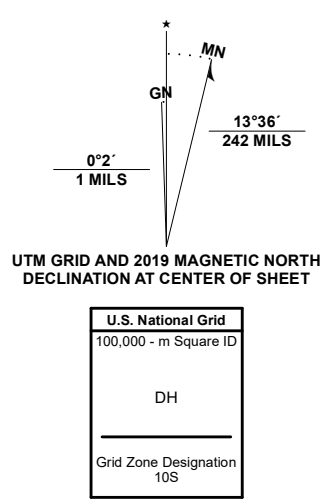 ★
MN
GN
13°36´
242 MILS
0°2´
1 MILS
UTM GRID AND 2019 MAGNETIC NORTH
DECLINATION AT CENTER OF SHEET
U.S. National Grid
100,000 - m Square ID
DH
Grid Zone Designation
10S